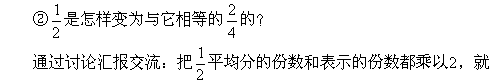 ②1/2是怎样变为与它相等的2/4的?
通过讨论汇报交流：把1/2平均分的份数和表示的份数都乘以2，就